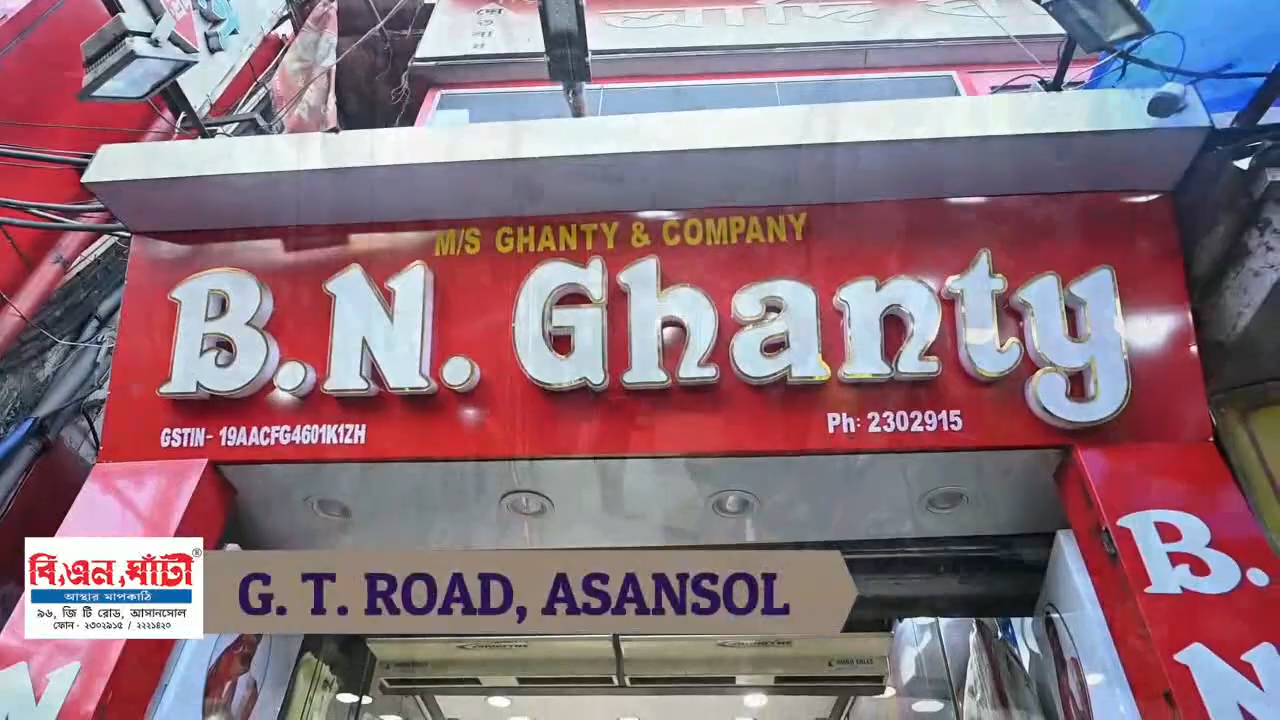 M/S GHANTY & COMPANY
B.N. Ghanty
GSTIN- 19AACFG4601K1ZH
Ph: 2302915
B.
N
বি,এন,ঘাঁটী®
আস্থার মাপকাঠি
৯৬, জি টি রোড, আসানসোল
ফোন - ২৩০২৯১৫ / ২২২১৪২০
G. T. ROAD, ASANSOL
N